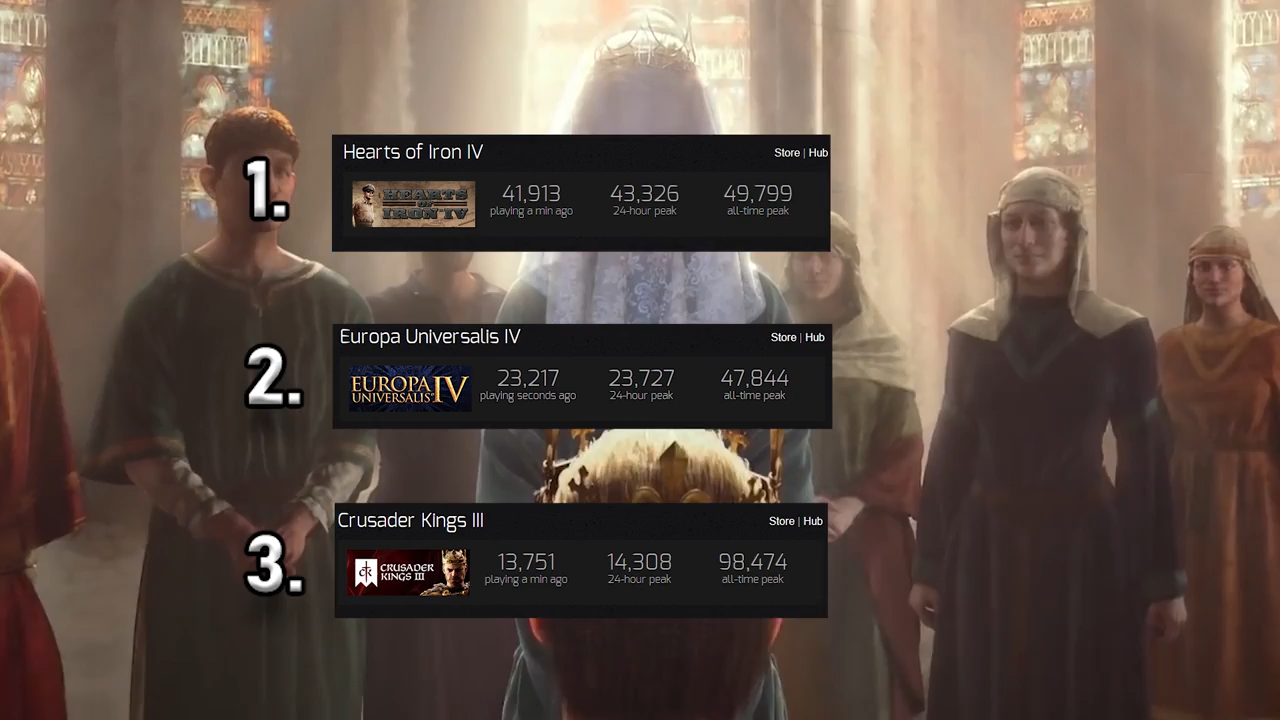 1.
Hearts of Iron IV
Store | Hub
HEARTS OF IRON IV
41,913
43,326
49,799
playing a min ago
24-hour peak
all-time peak
2.
Europa Universalis IV
Store | Hub
EUROPA UNIVERSALIS IV
23,217
23,727
47,844
playing seconds ago
24-hour peak
all-time peak
3.
Crusader Kings III
Store | Hub
CRUSADER KINGS III
13,751
14,308
98,474
playing a min ago
24-hour peak
all-time peak